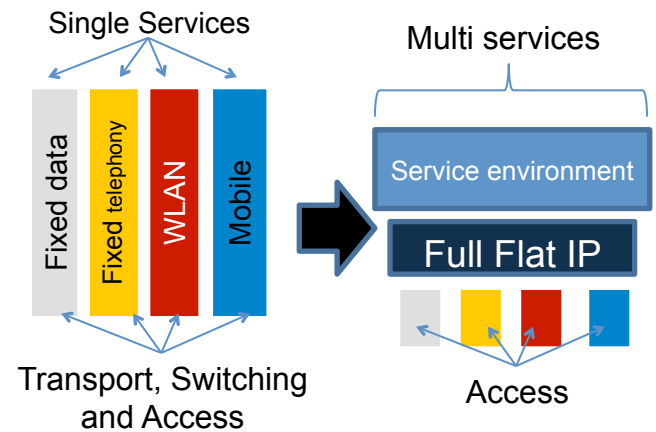 Single Services
Fixed data
Fixed telephony
WLAN
Mobile
Transport, Switching
and Access
Multi services
Service environment
Full Flat IP
Access